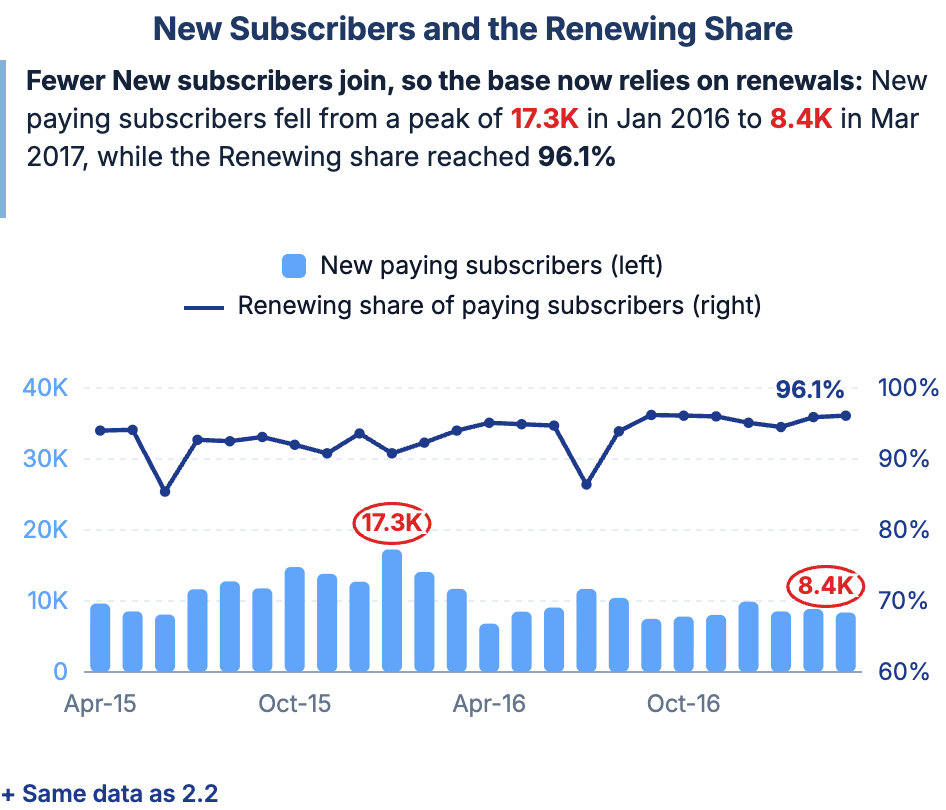 New Subscribers and the Renewing Share
Fewer New subscribers join, so the base now relies on renewals: New
paying subscribers fell from a peak of 17.3K in Jan 2016 to 8.4K in Mar
2017, while the Renewing share reached 96.1%
New paying subscribers (left)
Renewing share of paying subscribers (right)
40K 96.1% 100%
30K 90%
20K 17.3K 80%
10K 8.4K 70%
0 60%
Apr-15 Oct-15 Apr-16 Oct-16
+ Same data as 2.2